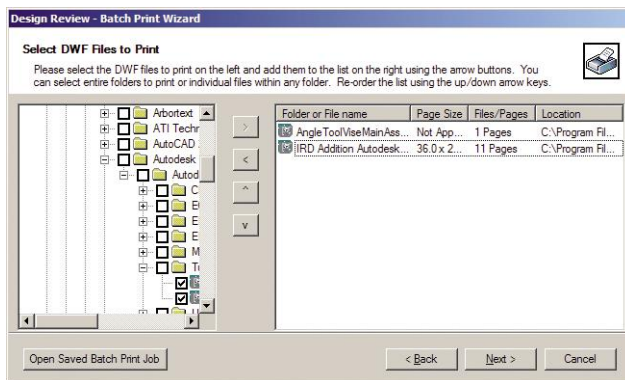 Design Review - Batch Print Wizard
Select DWF Files to Print
Please select the DWF files to print on the left and add them to the list on the right using the arrow buttons. You
can select entire folders to print or individual files within any folder. Re-order the list using the up/down arrow keys.
Arbortext
ATI Techr
AutoCAD
Autodesk
Autod
C
E
E
M
>
<
^
v
Folder or File name Page Size Files/Pages Location
AngleToolViseMainAss... Not App... 1 Pages C:\Program Fil...
IRD Addition Autodesk... 36.0 x 2... 11 Pages C:\Program Fil...
Open Saved Batch Print Job
< Back Next > Cancel